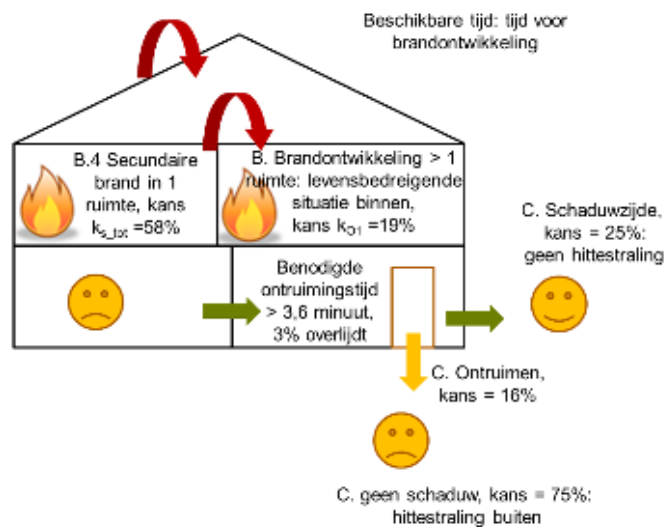 Beschikbare tijd: tijd voor
brandontwikkeling
B.4 Secundaire
brand in 1
ruimte, kans
k_s_tot =58%
B. Brandontwikkeling > 1
ruimte: levensbedreigende
situatie binnen,
kans k_O1 =19%
C. Schaduwzijde,
kans = 25%:
geen hittestraling
Benodigde
ontruimingstijd
> 3,6 minuut,
3% overlijdt
C. Ontruimen,
kans = 16%
C. geen schaduw, kans = 75%:
hittestraling buiten